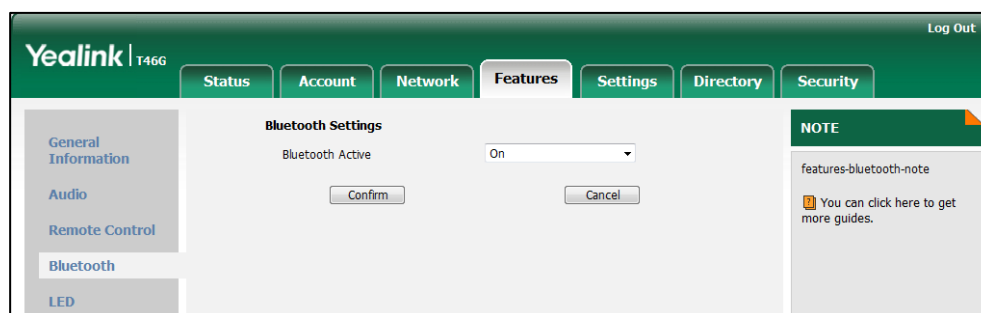 Log Out
Yealink T46G
Status Account Network Features Settings Directory Security
General
Information
Audio
Remote Control
Bluetooth
LED
Bluetooth Settings
Bluetooth Active On
Confirm Cancel
NOTE
features-bluetooth-note
? You can click here to get
more guides.